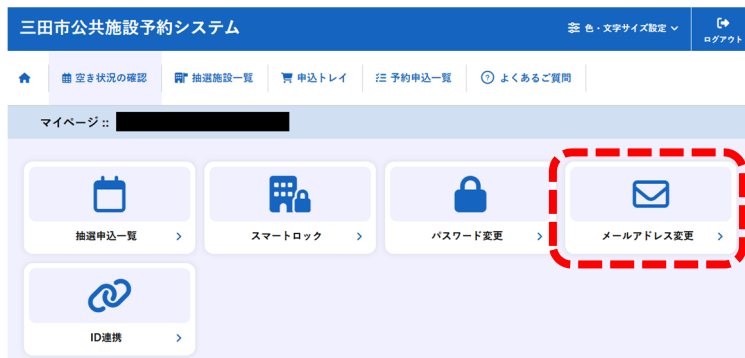 三田市公共施設予約システム
色・文字サイズ設定
ログアウト
空き状況の確認
抽選施設一覧
申込トレイ
予約申込一覧
よくあるご質問
マイページ ::
抽選申込一覧
スマートロック
パスワード変更
メールアドレス変更
ID連携